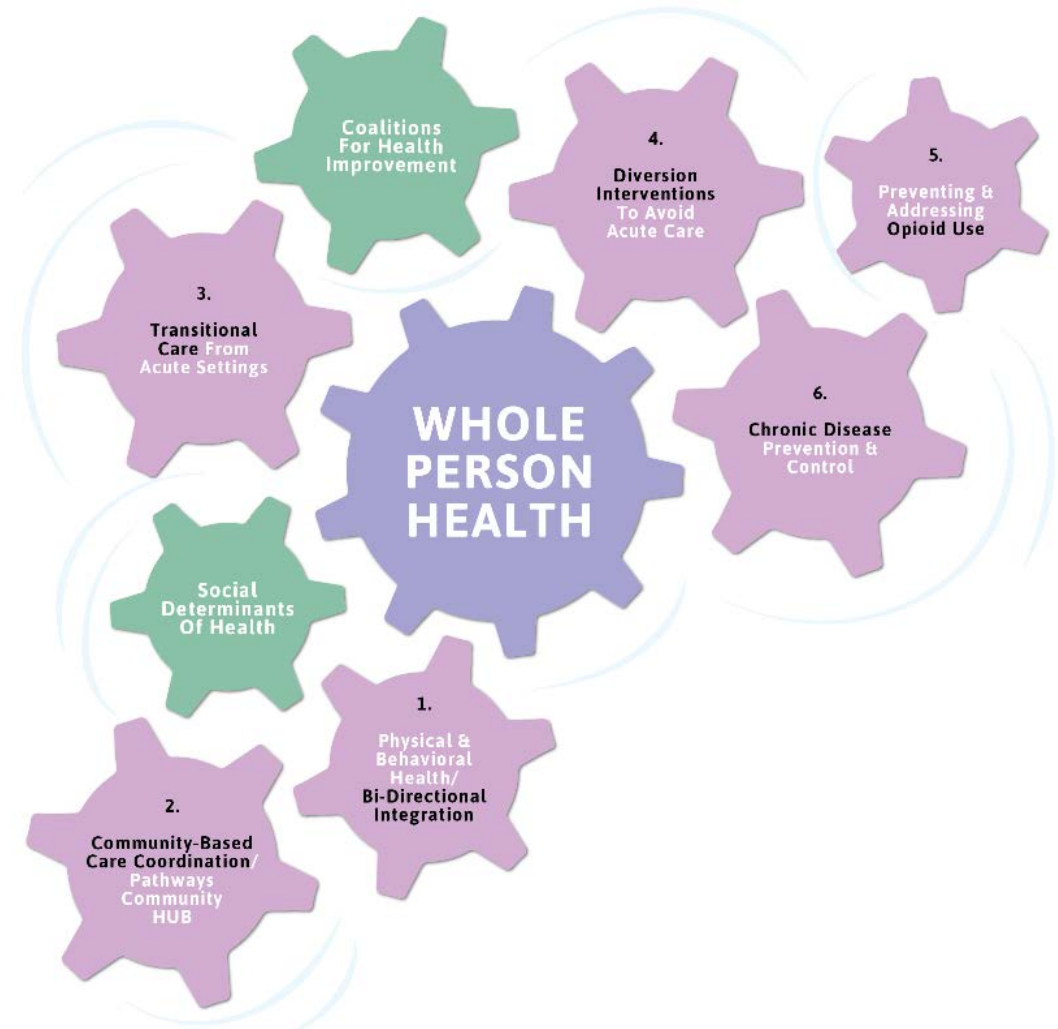 Coalitions
For Health
Improvement
4.
Diversion
Interventions
To Avoid
Acute Care
5.
Preventing &
Addressing
Opioid Use
3.
Transitional
Care From
Acute Settings
WHOLE
PERSON
HEALTH
6.
Chronic Disease
Prevention &
Control
Social
Determinants
Of Health
1.
Physical &
Behavioral
Health/
Bi-Directional
Integration
2.
Community-Based
Care Coordination/
Pathways
Community
HUB